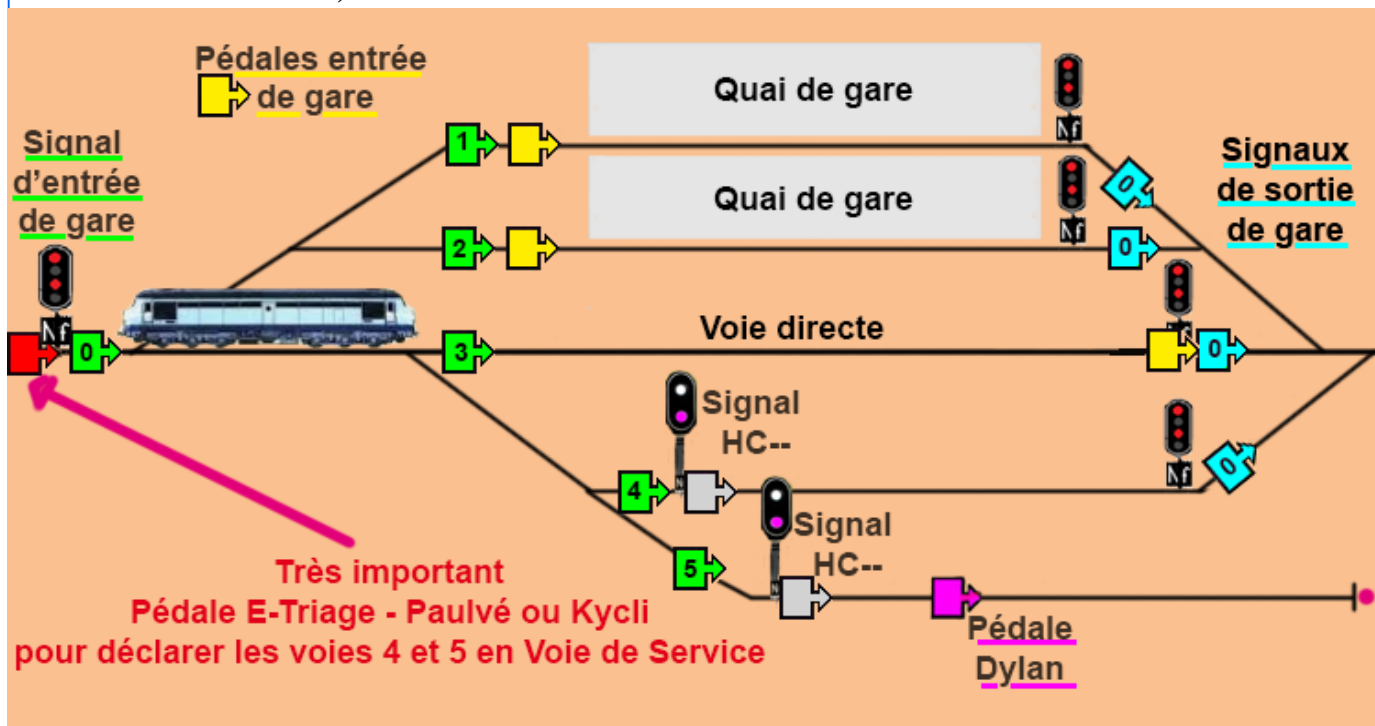 Pédales entrée
de gare
Quai de gare
Nf
1
Signal
d'entrée
de gare
Quai de gare
Nf
Signaux
de sortie
de gare
0
2
0
Nf
0
Voie directe
3
0
Signal
HC--
Nf
0
4
N
Signal
HC--
5
N
Très important
Pédale E-Triage - Paulvé ou Kycli
pour déclarer les voies 4 et 5 en Voie de Service
Pédale
Dylan